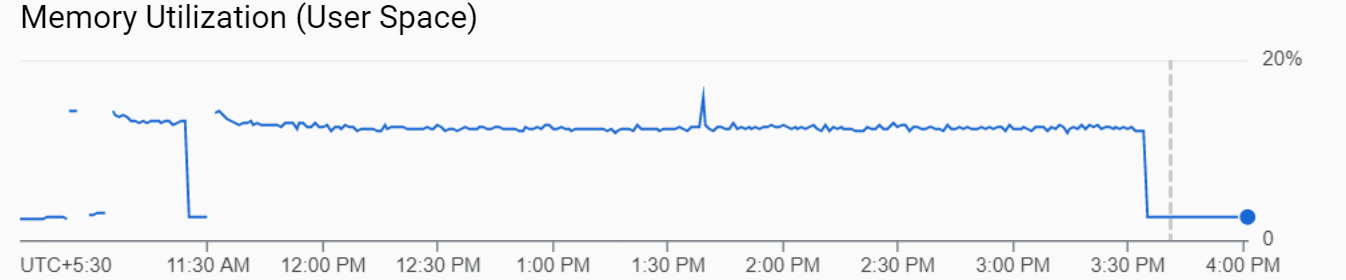 Memory Utilization (User Space)
20%
0
UTC+5:30 11:30 AM 12:00 PM 12:30 PM 1:00 PM 1:30 PM 2:00 PM 2:30 PM 3:00 PM 3:30 PM 4:00 PM